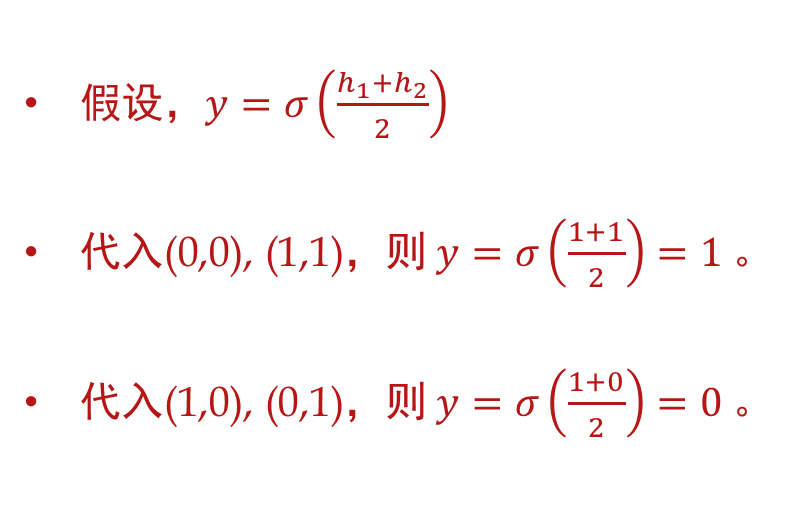 • 假设，y = σ((h₁+h₂)/2)
• 代入(0,0), (1,1)，则 y = σ((1+1)/2) = 1 。
• 代入(1,0), (0,1)，则 y = σ((1+0)/2) = 0 。